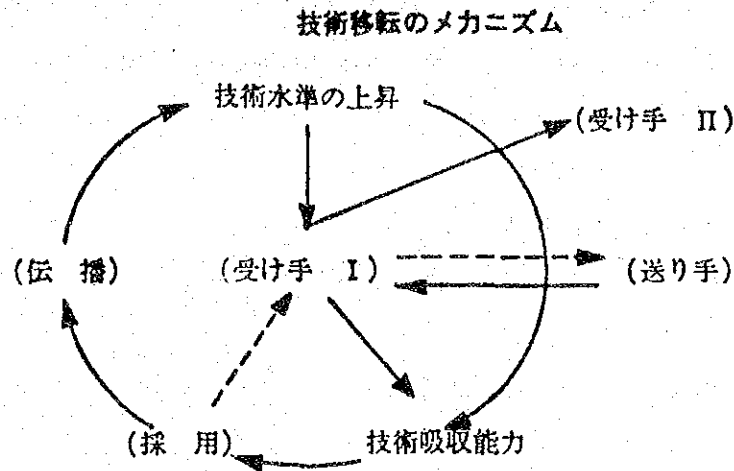 技術移転のメカニズム
技術水準の上昇
(受け手 II)
(伝 播)
(受け手 I)
(送り手)
(採 用)
技術吸収能力